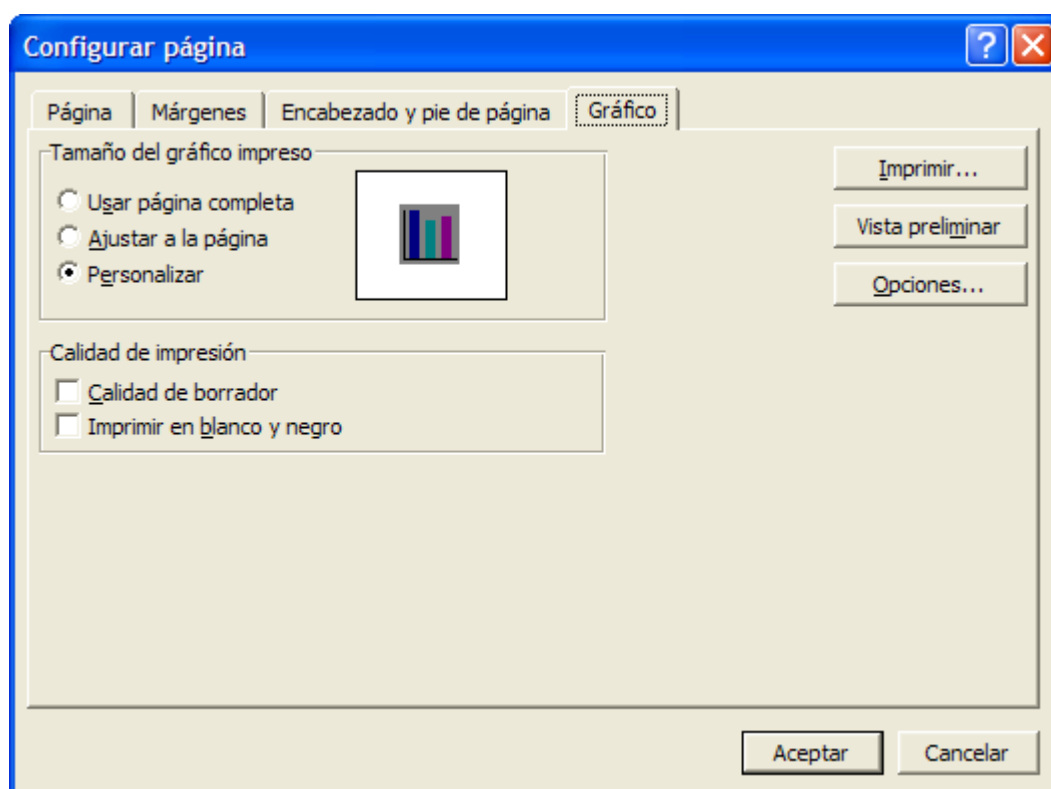 Configurar página
Página
Márgenes
Encabezado y pie de página
Gráfico
Tamaño del gráfico impreso
Usar página completa
Ajustar a la página
Personalizar
Imprimir...
Vista preliminar
Opciones...
Calidad de impresión
Calidad de borrador
Imprimir en blanco y negro
Aceptar
Cancelar